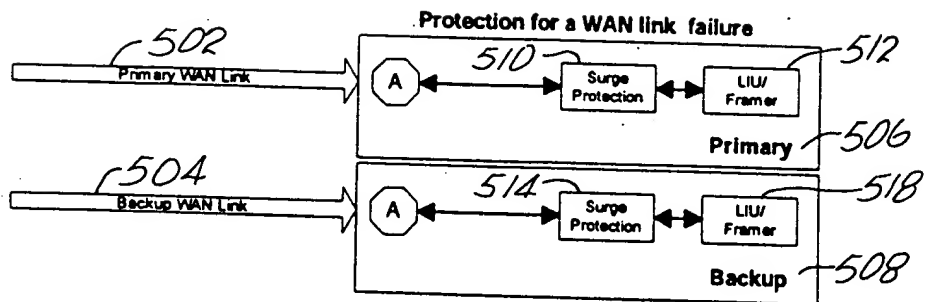 Protection for a WAN link failure
502
Primary WAN Link
A
510
Surge
Protection
512
LIU/
Framer
Primary
506
504
Backup WAN Link
A
514
Surge
Protection
518
LIU/
Framer
Backup
508